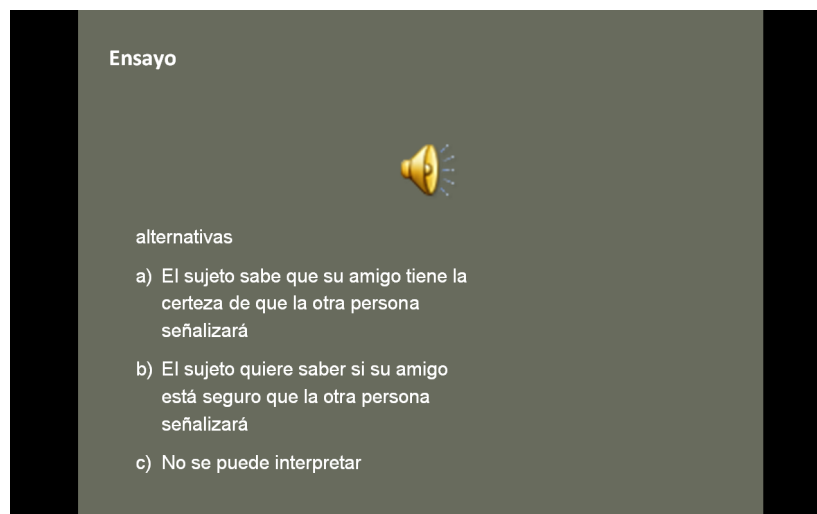 Ensayo
alternativas
a) El sujeto sabe que su amigo tiene la
certeza de que la otra persona
señalizará
b) El sujeto quiere saber si su amigo
está seguro que la otra persona
señalizará
c) No se puede interpretar